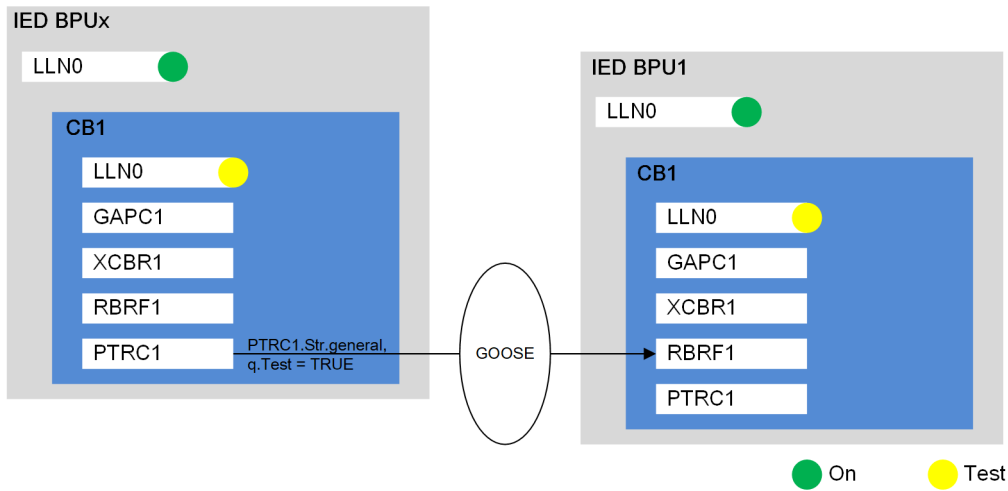 IED BPUx
LLN0
CB1
LLN0
GAPC1
XCBR1
RBRF1
PTRC1
PTRC1.Str.general,
q.Test = TRUE
GOOSE
IED BPU1
LLN0
CB1
LLN0
GAPC1
XCBR1
RBRF1
PTRC1
On
Test